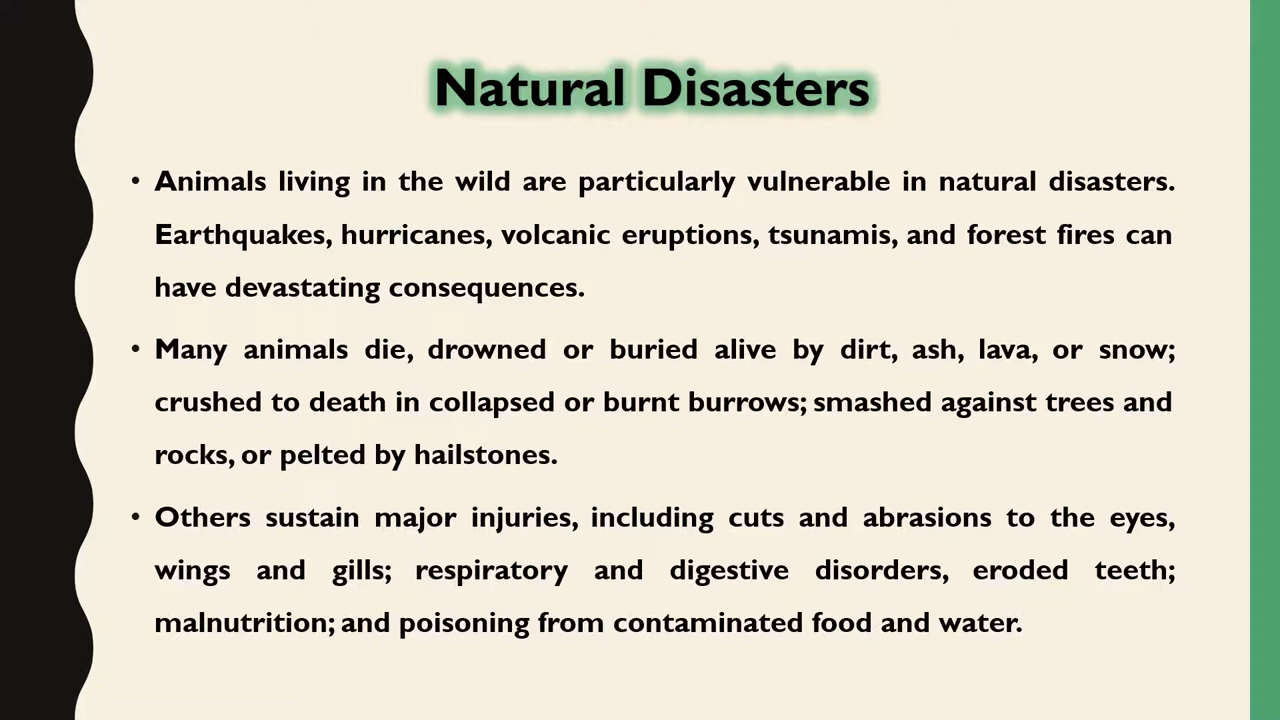 Natural Disasters
• Animals living in the wild are particularly vulnerable in natural disasters.
Earthquakes, hurricanes, volcanic eruptions, tsunamis, and forest fires can
have devastating consequences.
• Many animals die, drowned or buried alive by dirt, ash, lava, or snow;
crushed to death in collapsed or burnt burrows; smashed against trees and
rocks, or pelted by hailstones.
• Others sustain major injuries, including cuts and abrasions to the eyes,
wings and gills; respiratory and digestive disorders, eroded teeth;
malnutrition; and poisoning from contaminated food and water.